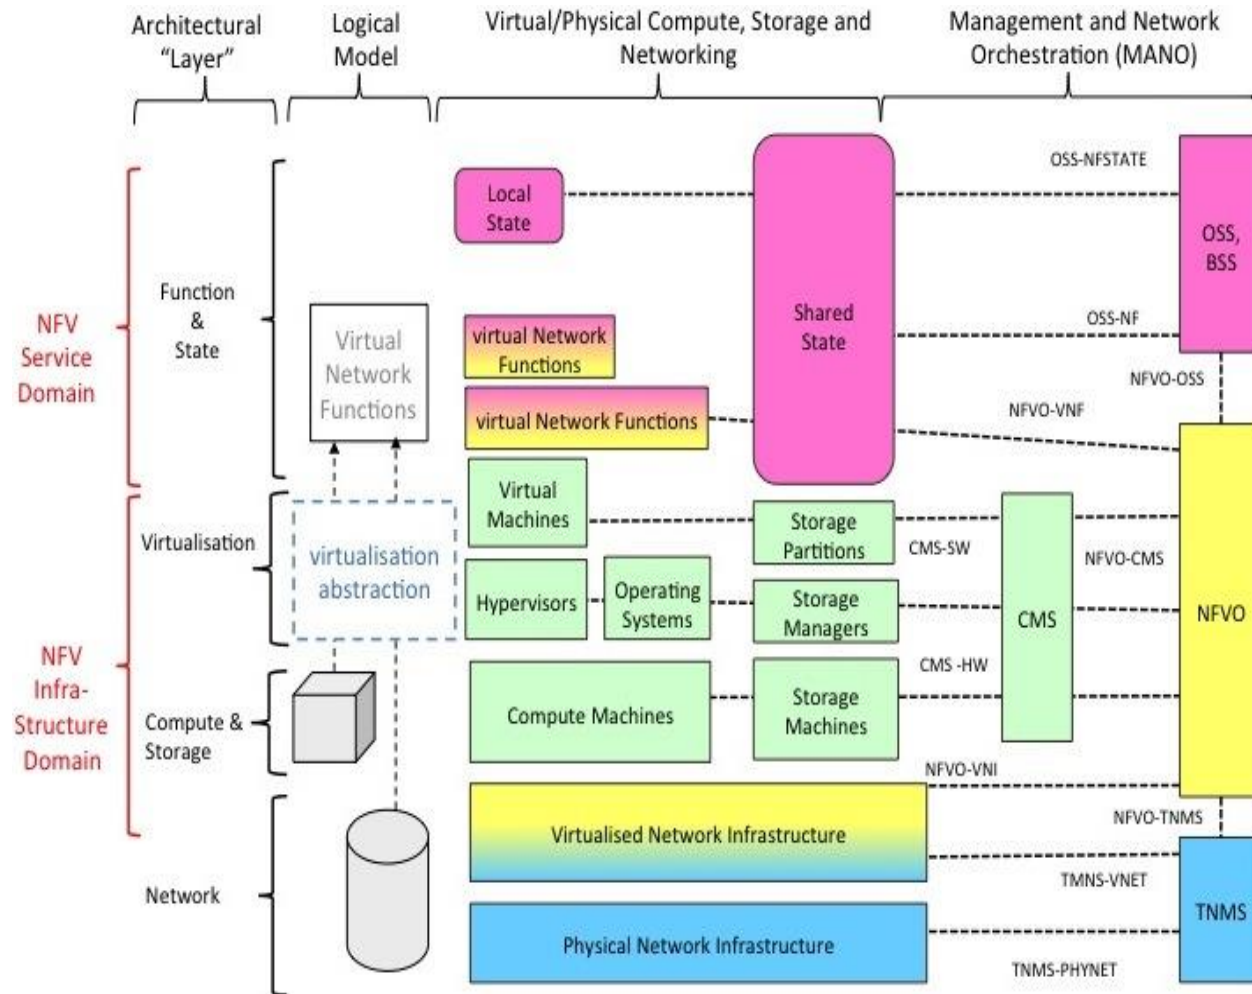 Architectural
“Layer”
Logical
Model
Virtual/Physical Compute, Storage and
Networking
Management and Network
Orchestration (MANO)
NFV
Service
Domain
Function
&
State
Virtual
Network
Functions
Local
State
virtual Network
Functions
virtual Network Functions
Shared
State
OSS-NFSTATE
OSS,
BSS
OSS-NF
NFVO-OSS
NFVO-VNF
NFV
Infra-
Structure
Domain
Virtualisation
virtualisation
abstraction
Virtual
Machines
Hypervisors
Operating
Systems
Storage
Partitions
Storage
Managers
CMS-SW
CMS
NFVO-CMS
NFVO
Compute &
Storage
Compute Machines
Storage
Machines
CMS -HW
NFVO-VNI
NFVO-TNMS
Network
Virtualised Network Infrastructure
TMNS-VNET
TNMS
Physical Network Infrastructure
TNMS-PHYNET